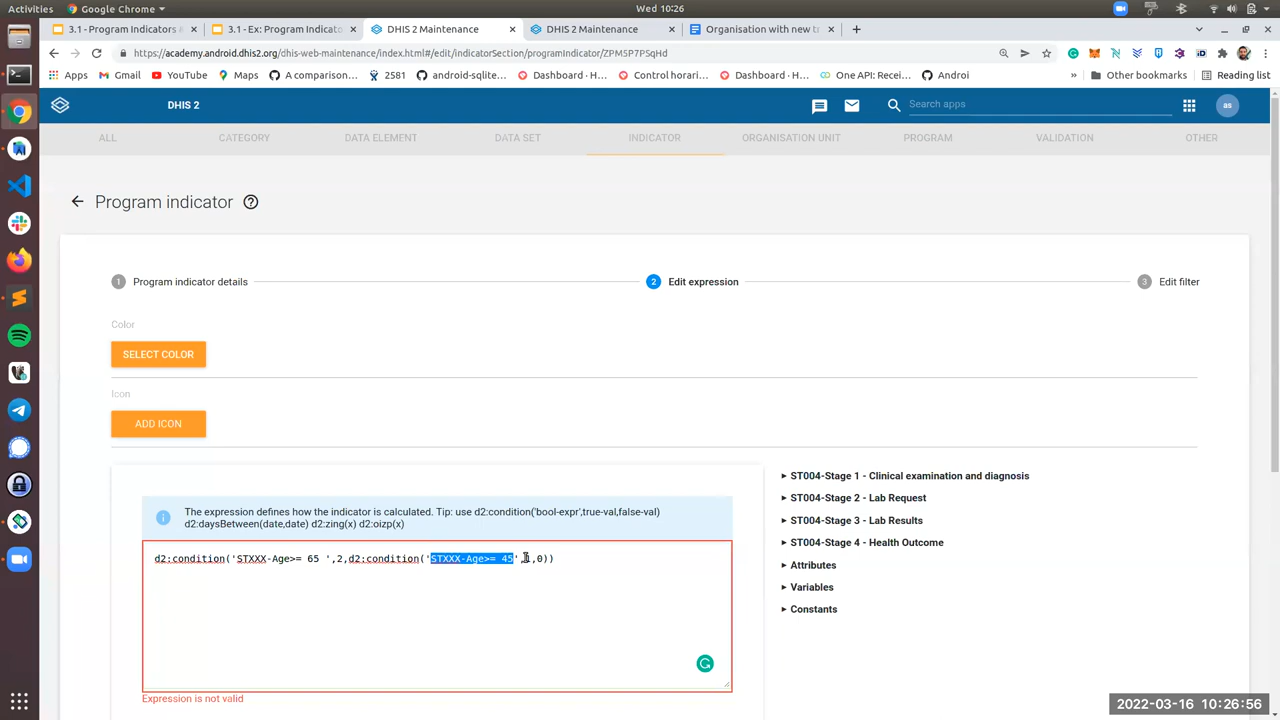 Activities
Google Chrome
Wed 10:26
3.1 - Program Indicators
3.1 - Ex: Program Indicato
DHIS 2 Maintenance
DHIS 2 Maintenance
Organisation with new t
https://academy.android.dhis2.org/dhis-web-maintenance/index.html#/edit/indicatorSection/programIndicator/ZPMSP7PSqHd
Apps
Gmail
YouTube
Maps
A comparison...
2581
android-sqlite...
Dashboard · H...
Control horari...
Dashboard · H...
One API: Recei...
Androi
»
Other bookmarks
Reading list
DHIS 2
Search apps
as
ALL
CATEGORY
DATA ELEMENT
DATA SET
INDICATOR
ORGANISATION UNIT
PROGRAM
VALIDATION
OTHER
Program indicator
1 Program indicator details
2 Edit expression
3 Edit filter
Color
SELECT COLOR
Icon
ADD ICON
The expression defines how the indicator is calculated. Tip: use d2:condition('bool-expr',true-val,false-val)
d2:daysBetween(date,date) d2:zing(x) d2:oizp(x)
d2:condition('STXXX-Age>= 65 ',2,d2:condition('STXXX-Age>= 45',1,0))
Expression is not valid
ST004-Stage 1 - Clinical examination and diagnosis
ST004-Stage 2 - Lab Request
ST004-Stage 3 - Lab Results
ST004-Stage 4 - Health Outcome
Attributes
Variables
Constants
2022-03-16 10:26:56